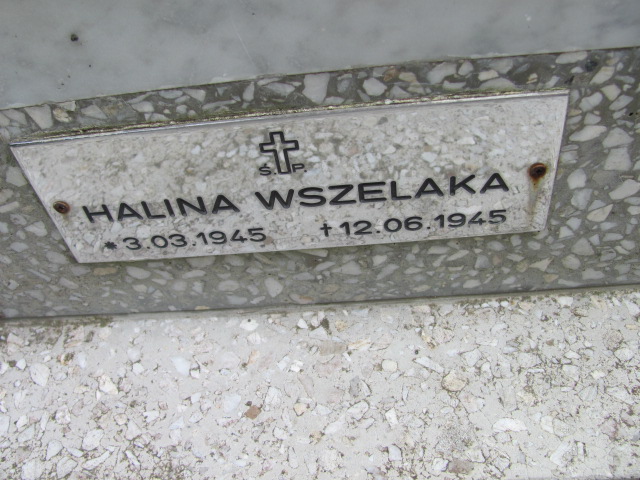 Ś. P.
HALINA WSZELAKA
* 3.03.1945 † 12.06.1945